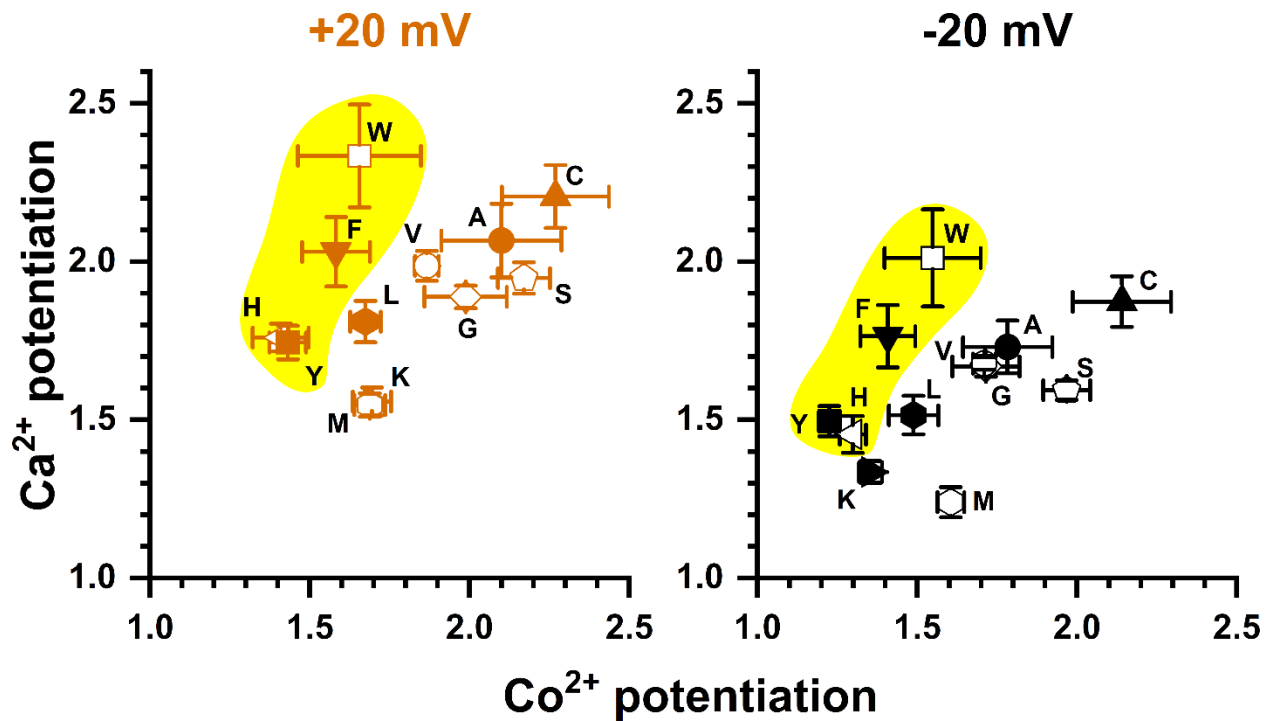 +20 mV
-20 mV
Ca²⁺ potentiation
2.5
2.0
1.5
1.0
W
C
F
A
V
H
L
S
G
Y
K
M
1.0 1.5 2.0 2.5
2.5
2.0
1.5
1.0
W
C
F
A
V
H
L
S
G
Y
K
M
1.0 1.5 2.0 2.5
Co²⁺ potentiation